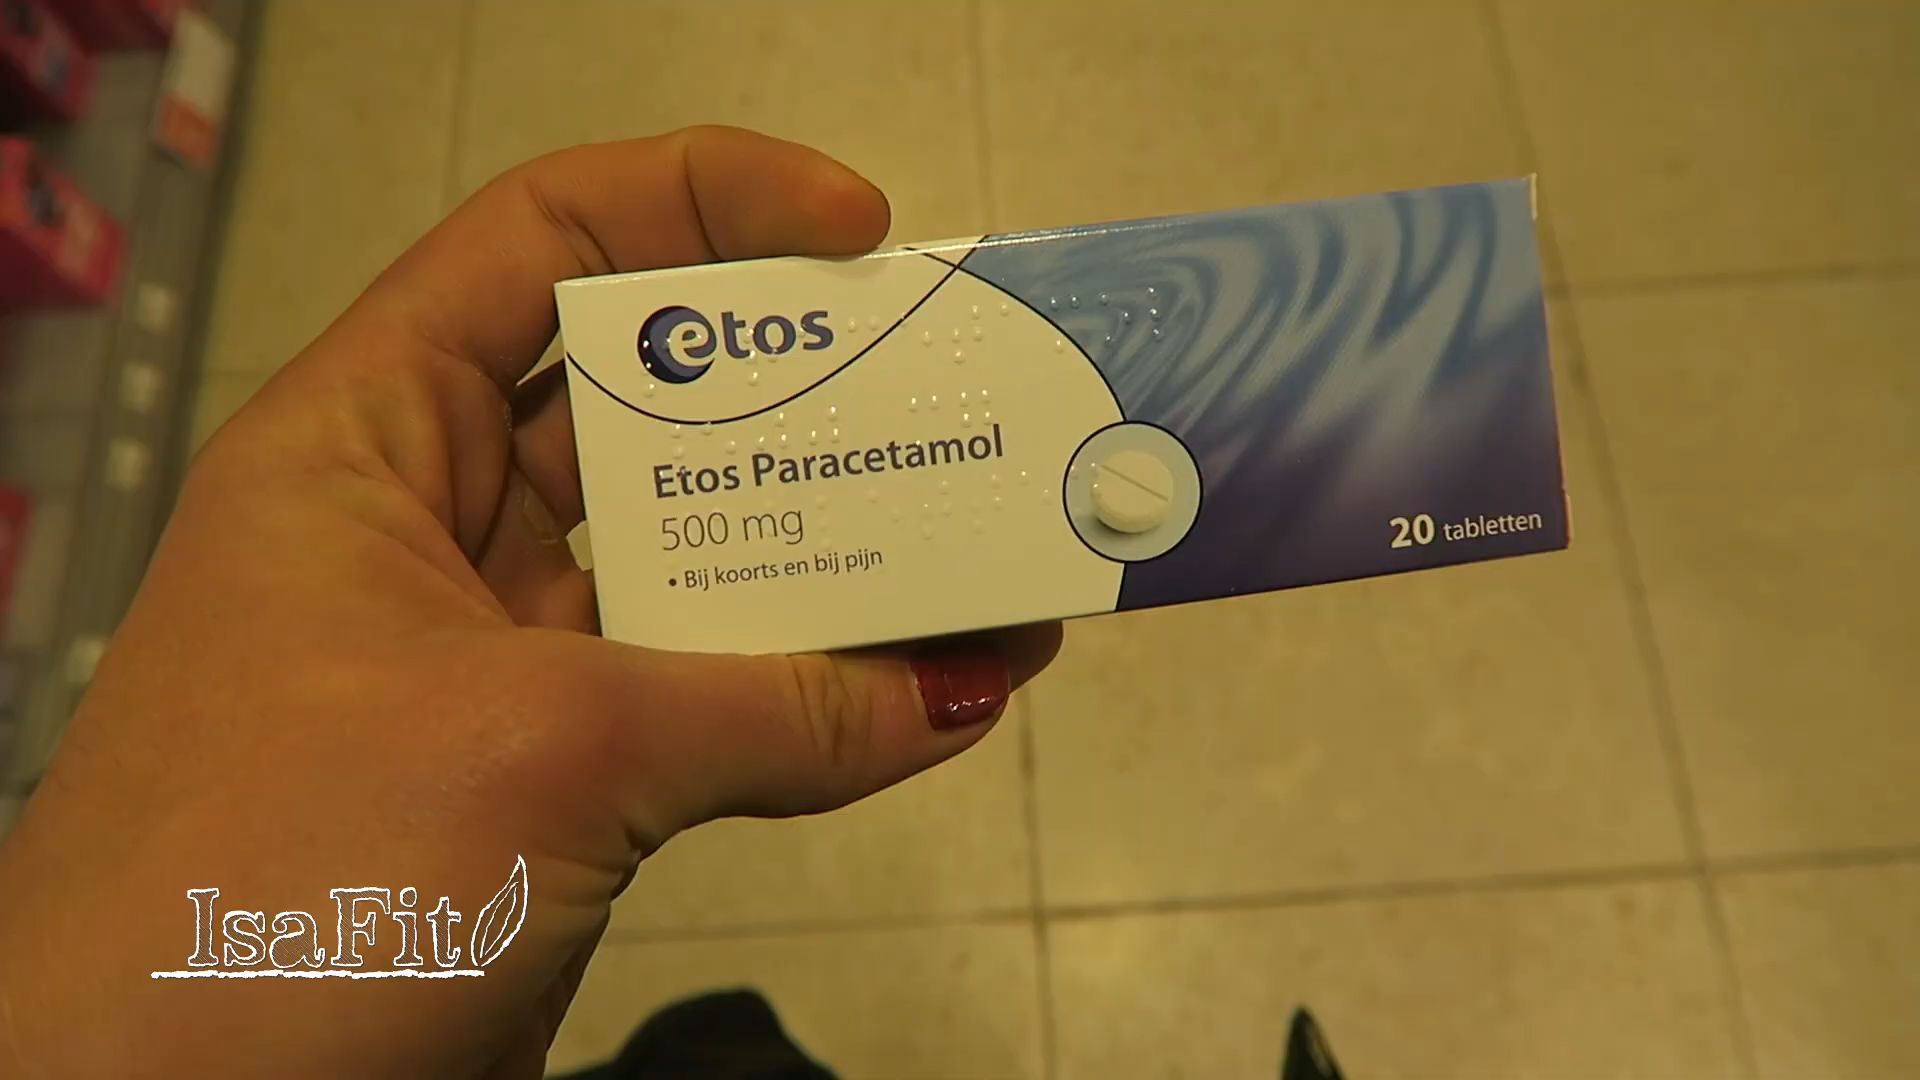 etos
Etos Paracetamol
500 mg
• Bij koorts en bij pijn
20 tabletten
IsaFit